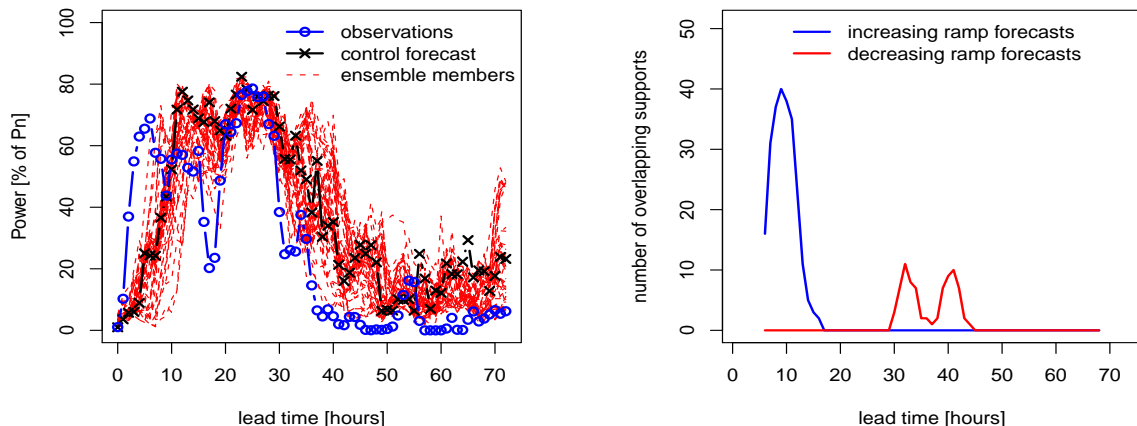 observations
control forecast
ensemble members
Power [% of Pn]
100
80
60
40
20
0
0 10 20 30 40 50 60 70
lead time [hours]
increasing ramp forecasts
decreasing ramp forecasts
number of overlapping supports
50
40
30
20
10
0
0 10 20 30 40 50 60 70
lead time [hours]